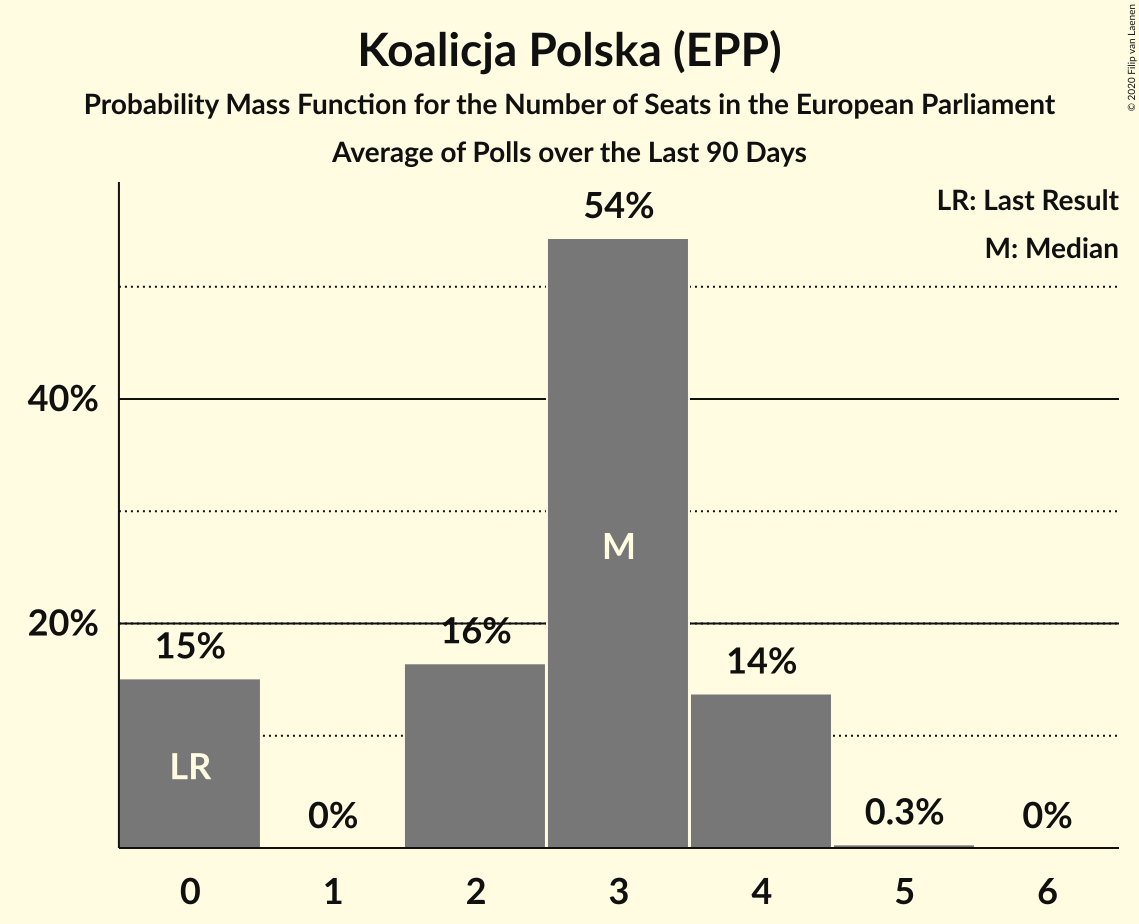 Koalicja Polska (EPP)
Probability Mass Function for the Number of Seats in the European Parliament
Average of Polls over the Last 90 Days
© 2020 Filip van Laenen
LR: Last Result
M: Median
54%
40%
M
20%
16%
15%
14%
LR
0%
0.3%
0%
0 1 2 3 4 5 6